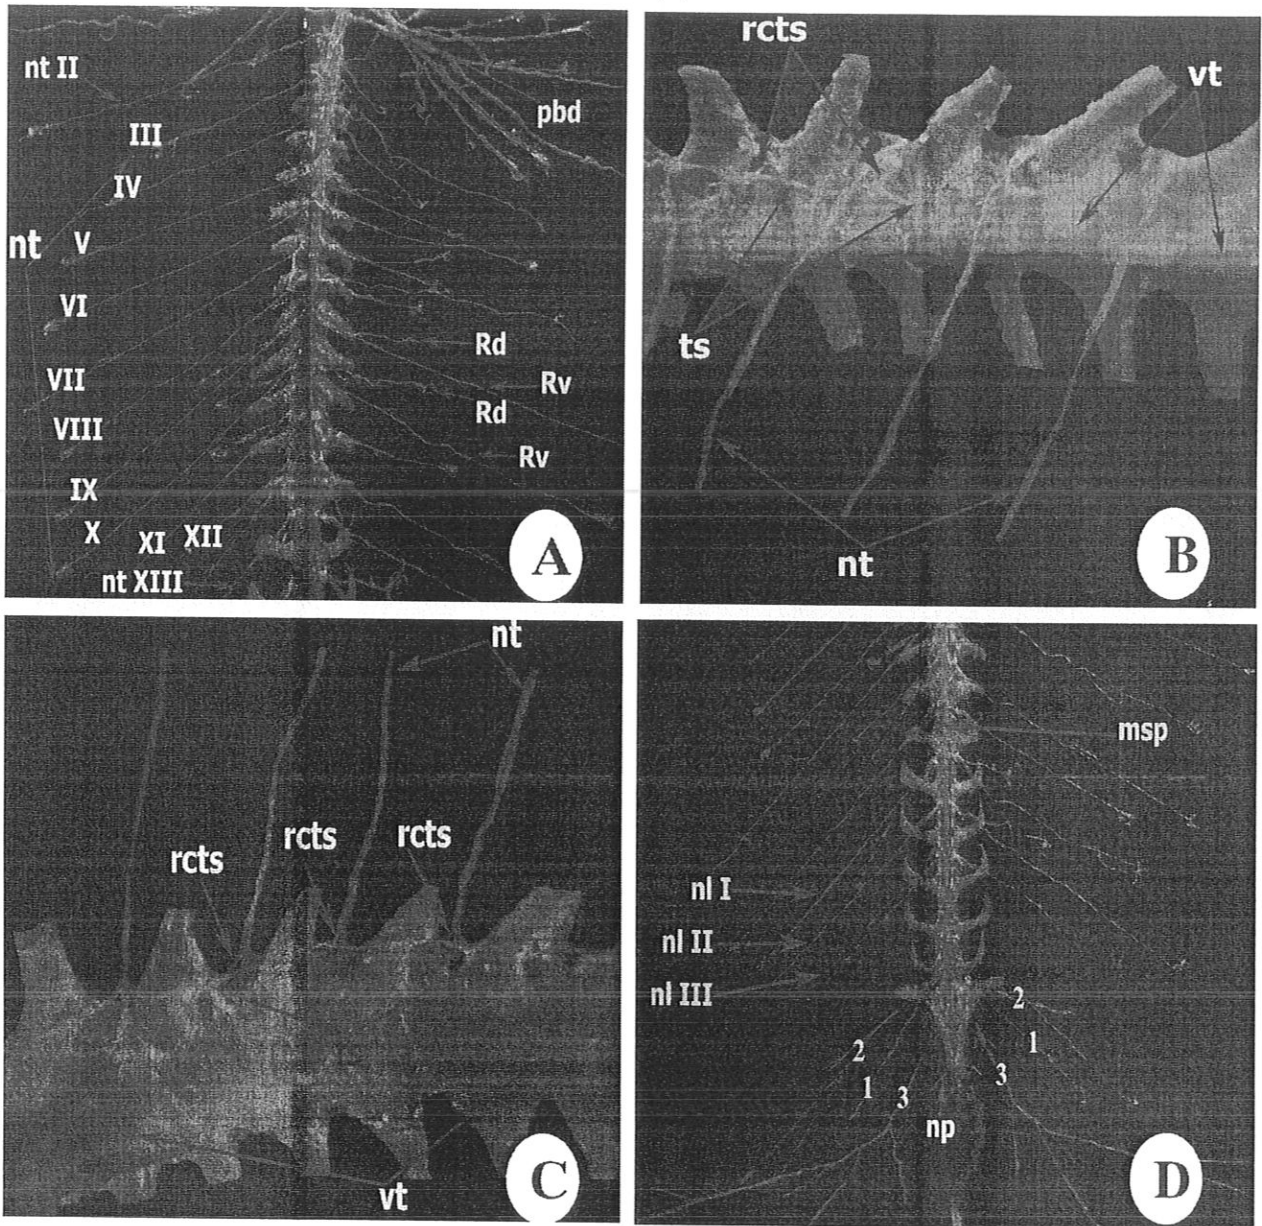 nt II
pbd
III
IV
nt
V
VI
Rd
VII
Rv
VIII
Rd
Rv
IX
X
XI
XII
nt XIII
A
rcts
vt
ts
nt
B
nt
rcts
rcts
rcts
vt
C
msp
nl I
nl II
nl III
2
1
3
2
1
3
np
D